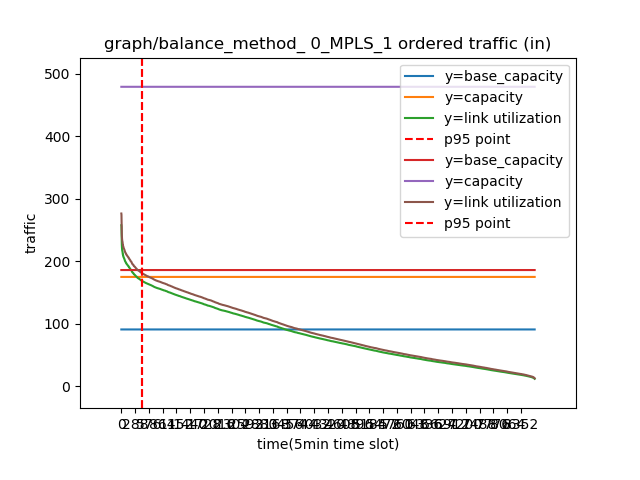 graph/balance_method_ 0_MPLS_1 ordered traffic (in)
y=base_capacity
y=capacity
y=link utilization
p95 point
y=base_capacity
y=capacity
y=link utilization
p95 point
500
400
300
200
100
0
traffic
0
time(5min time slot)